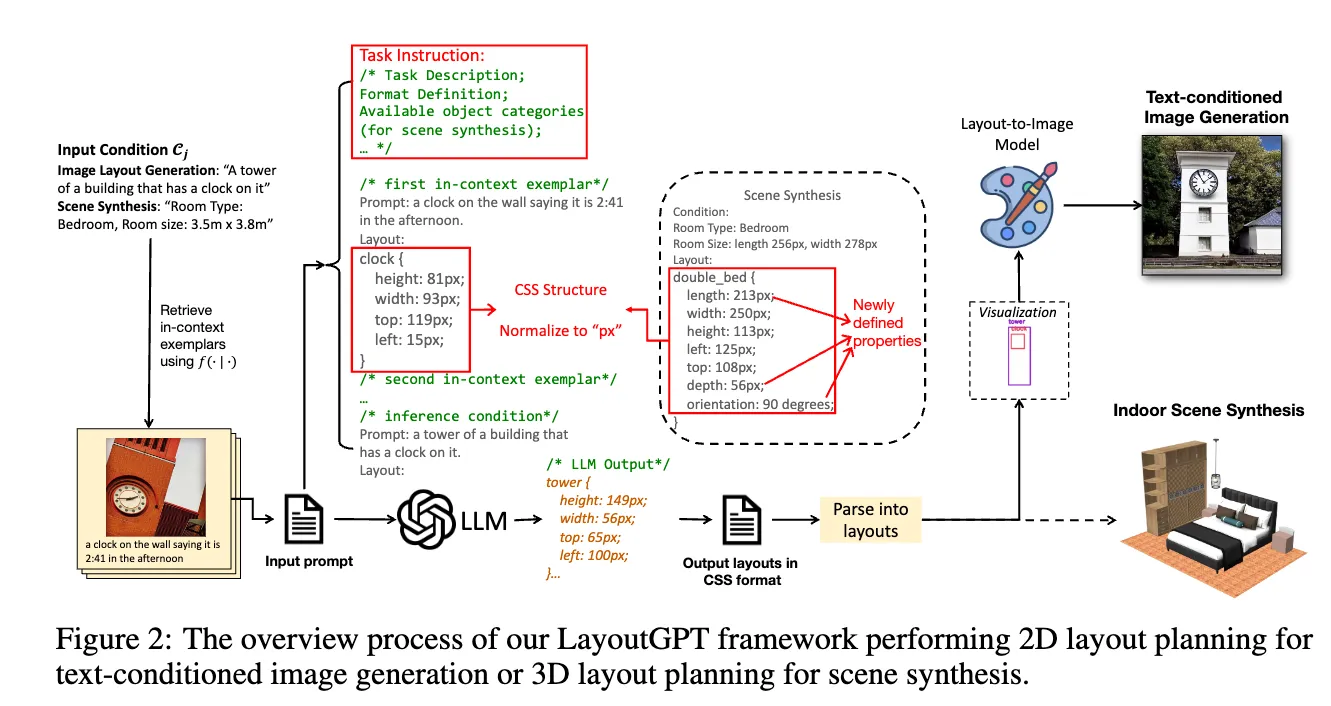 Input Condition 𝒞j
Image Layout Generation: “A tower
of a building that has a clock on it”
Scene Synthesis: “Room Type:
Bedroom, Room size: 3.5m x 3.8m”
Retrieve
in-context
exemplars
using f(· | ·)
a clock on the wall saying it is
2:41 in the afternoon
Input prompt
Task Instruction:
/* Task Description;
Format Definition;
Available object categories
(for scene synthesis);
… */
/* first in-context exemplar*/
Prompt: a clock on the wall saying it is 2:41
in the afternoon.
Layout:
clock {
height: 81px;
width: 93px;
top: 119px;
left: 15px;
}
/* second in-context exemplar*/
…
/* inference condition*/
Prompt: a tower of a building that
has a clock on it.
Layout:
CSS Structure
Normalize to “px”
Scene Synthesis
Condition:
Room Type: Bedroom
Room Size: length 256px, width 278px
Layout:
double_bed {
length: 213px;
width: 250px;
height: 113px;
left: 125px;
top: 108px;
depth: 56px;
orientation: 90 degrees;
}
Newly
defined
properties
LLM
/* LLM Output*/
tower {
height: 149px;
width: 56px;
top: 65px;
left: 100px;
}…
Output layouts in
CSS format
Parse into
layouts
Layout-to-Image
Model
Visualization
tower
clock
Text-conditioned
Image Generation
Indoor Scene Synthesis
Figure 2: The overview process of our LayoutGPT framework performing 2D layout planning for
text-conditioned image generation or 3D layout planning for scene synthesis.